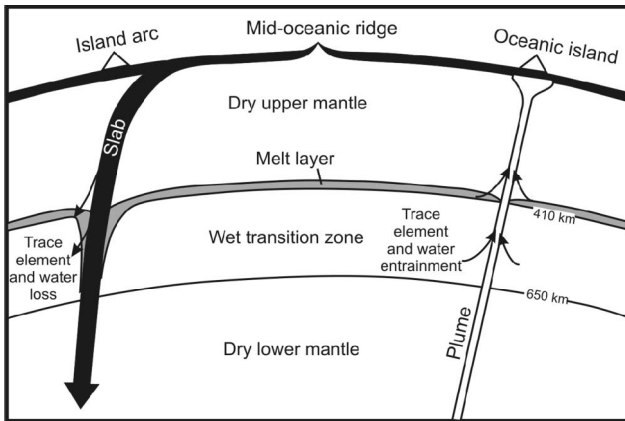 Mid-oceanic ridge
Island arc
Oceanic island
Dry upper mantle
Slab
Melt layer
410 km
Trace
element
and water
loss
Wet transition zone
Trace
element
and water
entrainment
650 km
Dry lower mantle
Plume